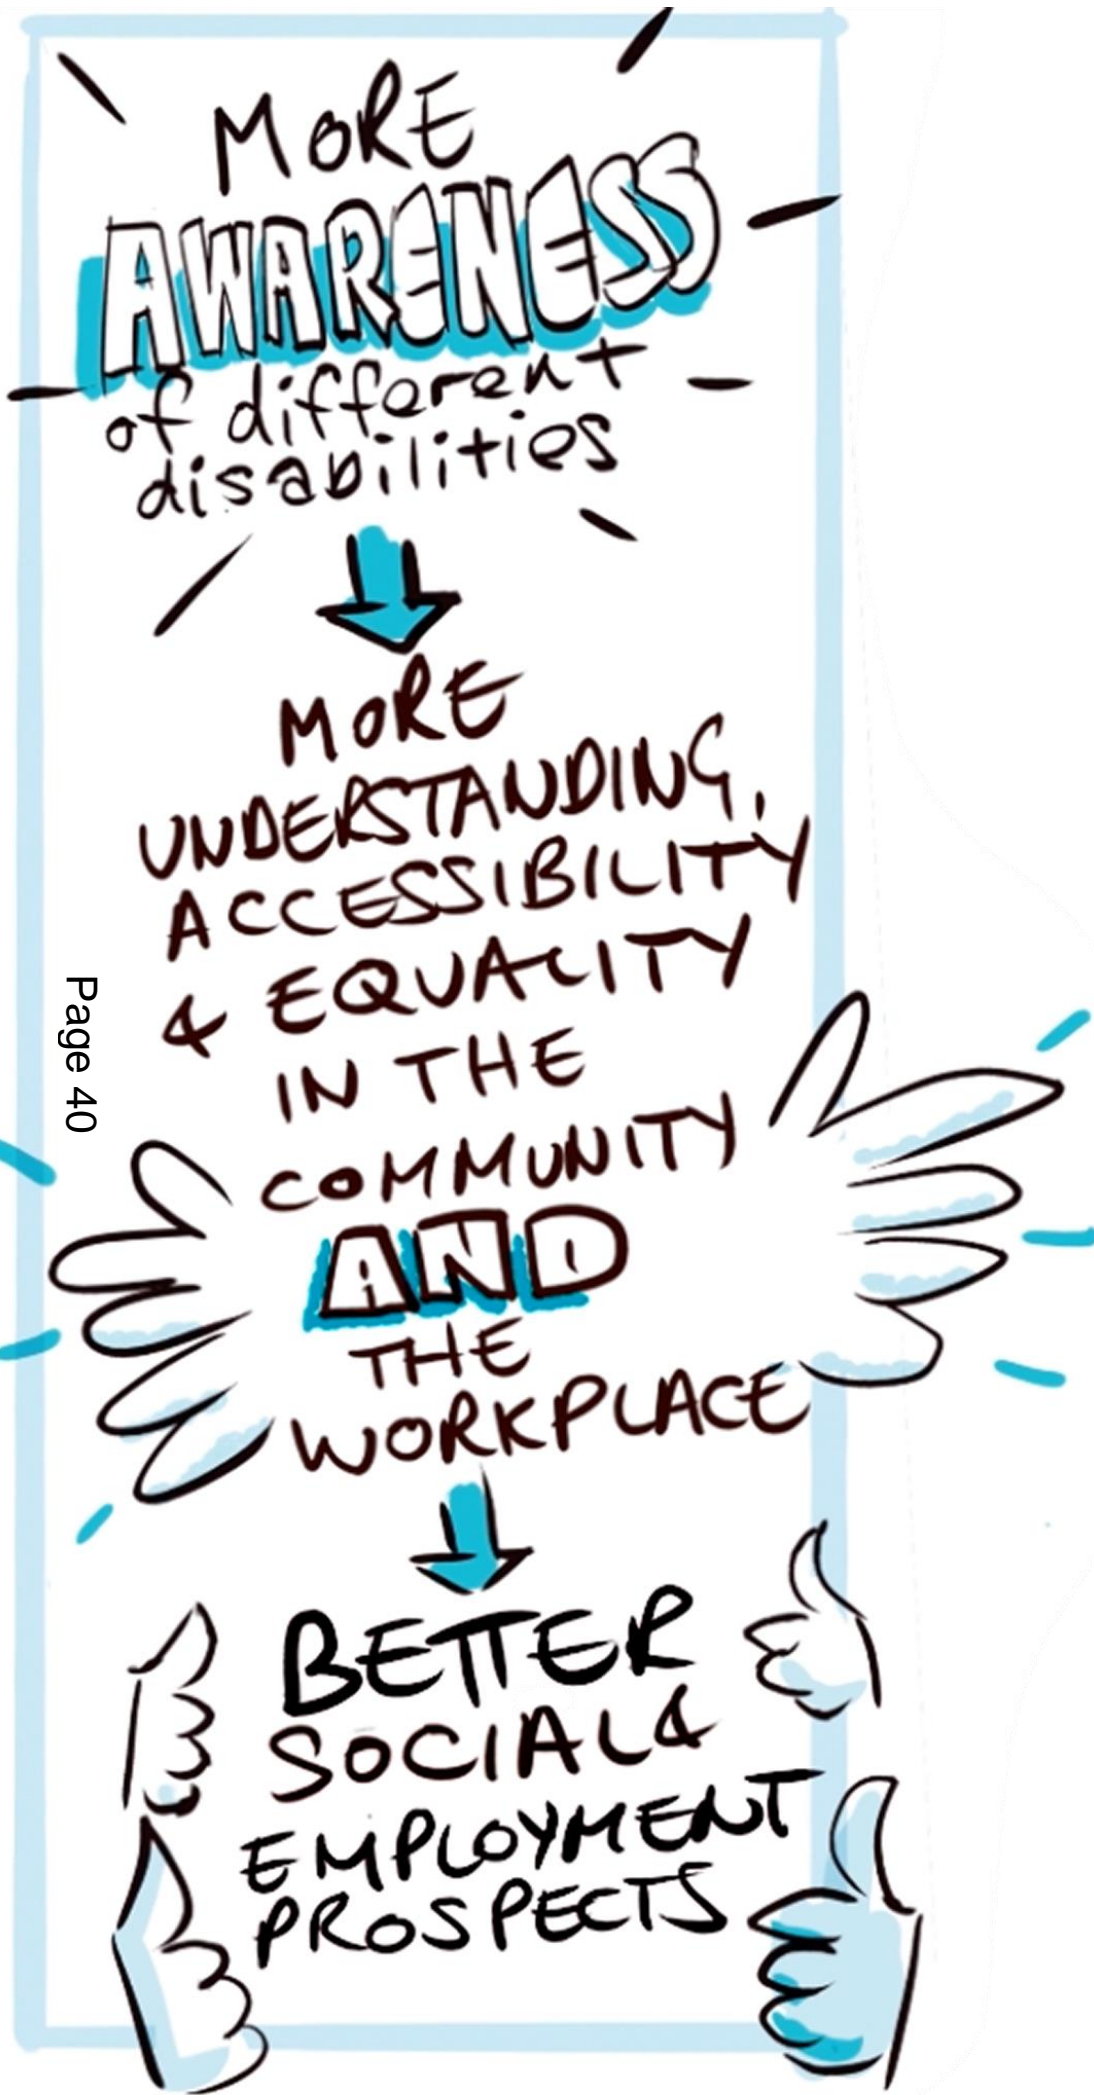 MORE
AWARENESS
of different
disabilities
MORE
UNDERSTANDING,
ACCESSIBILITY
& EQUALITY
IN THE
COMMUNITY
AND
THE
WORKPLACE
BETTER
SOCIAL &
EMPLOYMENT
PROSPECTS
Page 40